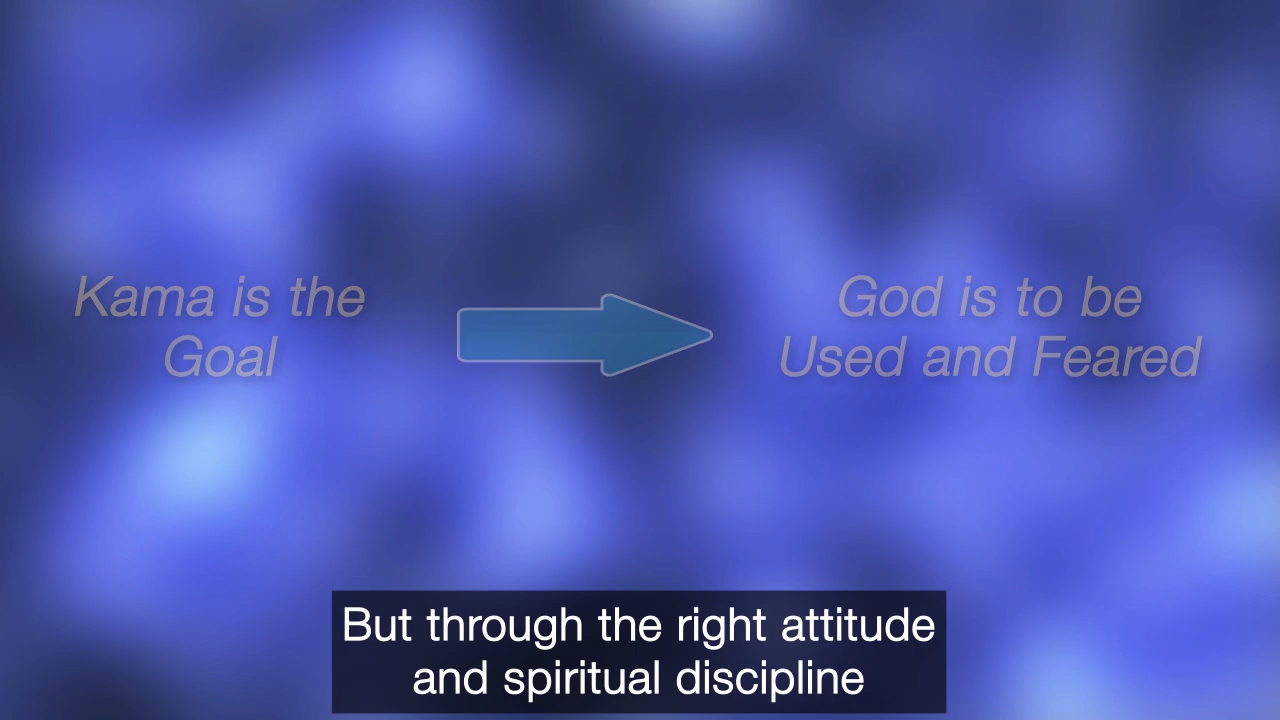 Kama is the
Goal
God is to be
Used and Feared
But through the right attitude
and spiritual discipline